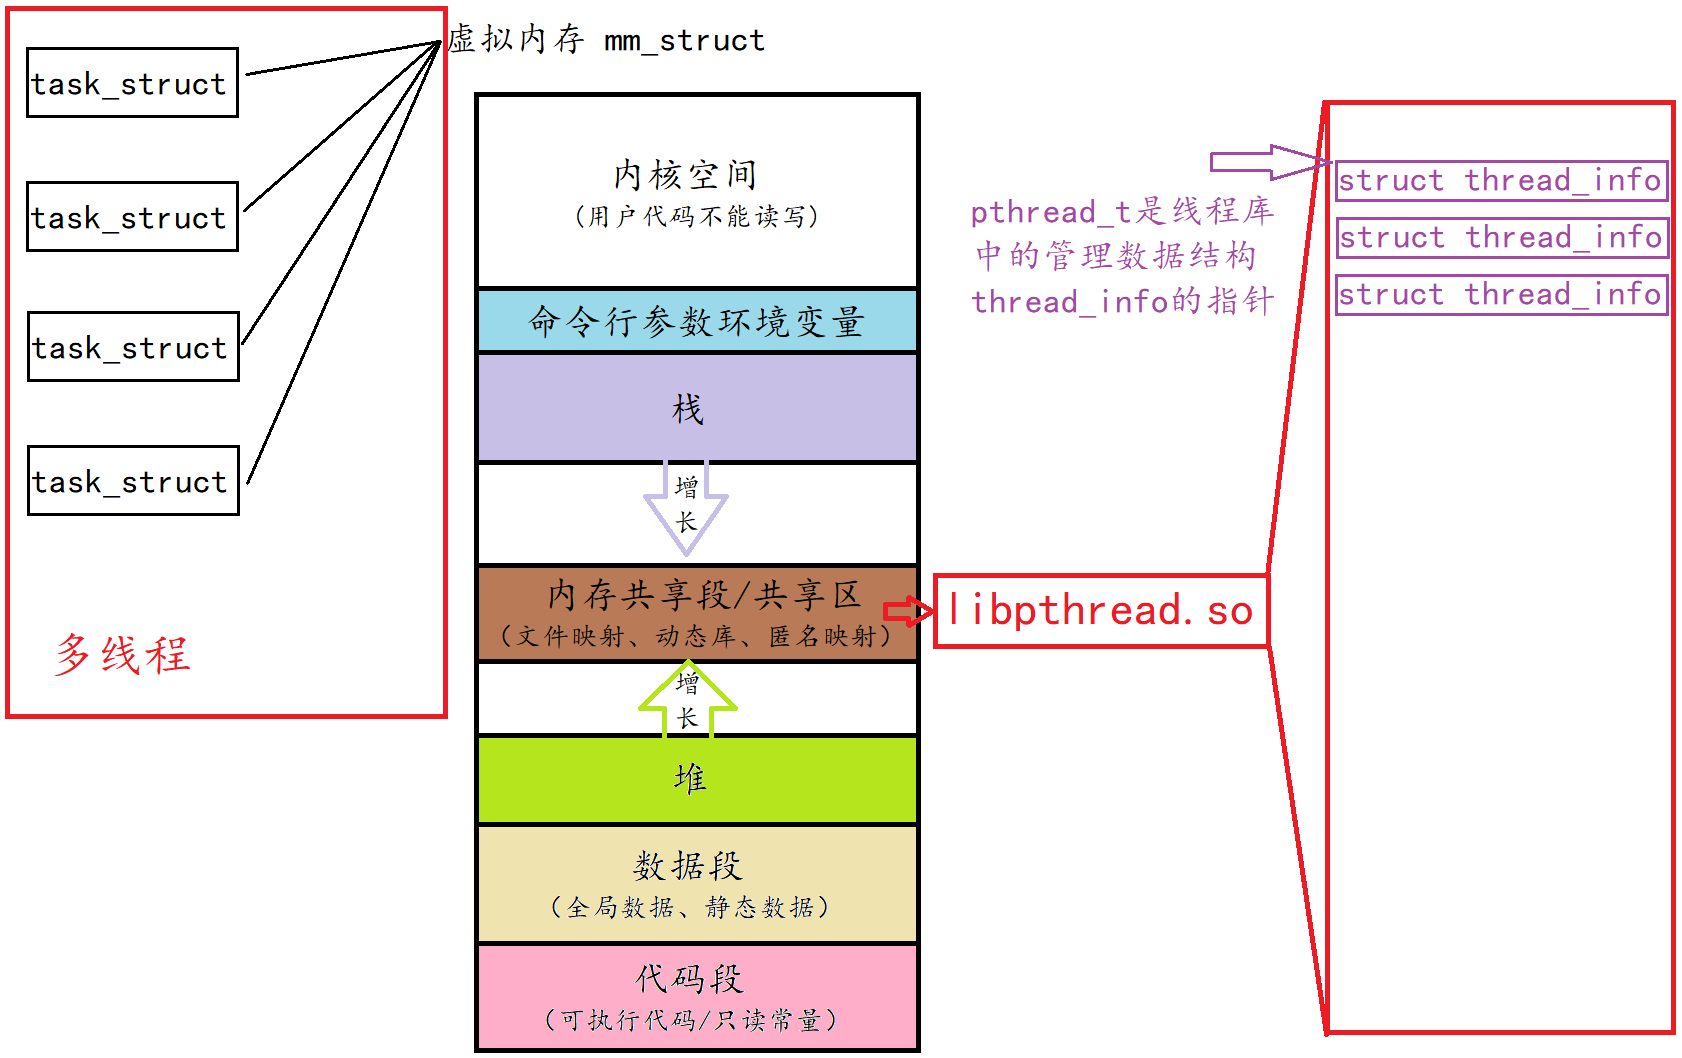 虚拟内存 mm_struct
task_struct
task_struct
task_struct
task_struct
多线程
内核空间
(用户代码不能读写)
命令行参数环境变量
栈
增
长
内存共享段/共享区
(文件映射、动态库、匿名映射)
增
长
堆
数据段
(全局数据、静态数据)
代码段
(可执行代码/只读常量)
libpthread.so
pthread_t是线程库
中的管理数据结构
thread_info的指针
struct thread_info
struct thread_info
struct thread_info